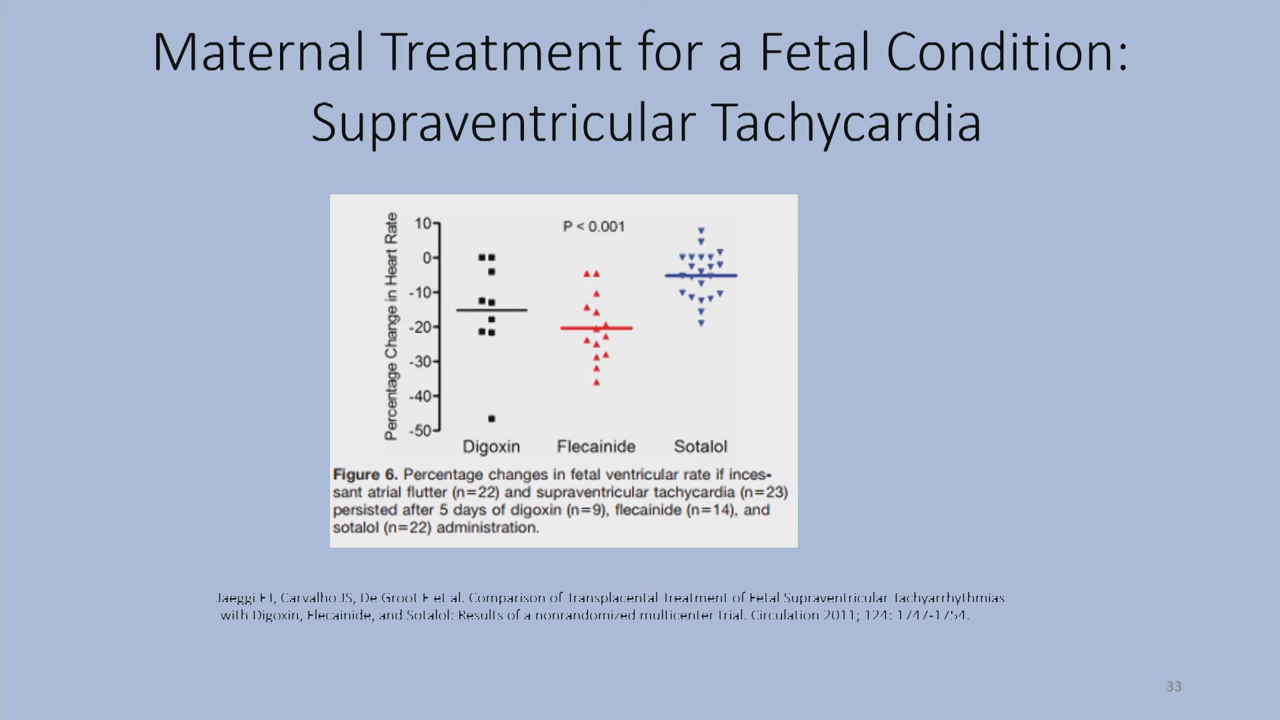 Maternal Treatment for a Fetal Condition:
Supraventricular Tachycardia
Percentage Change in Heart Rate
10
0
-10
-20
-30
-40
-50
P < 0.001
Digoxin Flecainide Sotalol
Figure 6. Percentage changes in fetal ventricular rate if inces-
sant atrial flutter (n=22) and supraventricular tachycardia (n=23)
persisted after 5 days of digoxin (n=9), flecainide (n=14), and
sotalol (n=22) administration.
Jaeggi ET, Carvalho JS, De Groot E et al. Comparison of Transplacental Treatment of Fetal Supraventricular Tachyarrhythmias
with Digoxin, Flecainide, and Sotalol: Results of a nonrandomized multicenter trial. Circulation 2011; 124: 1747-1754.
33